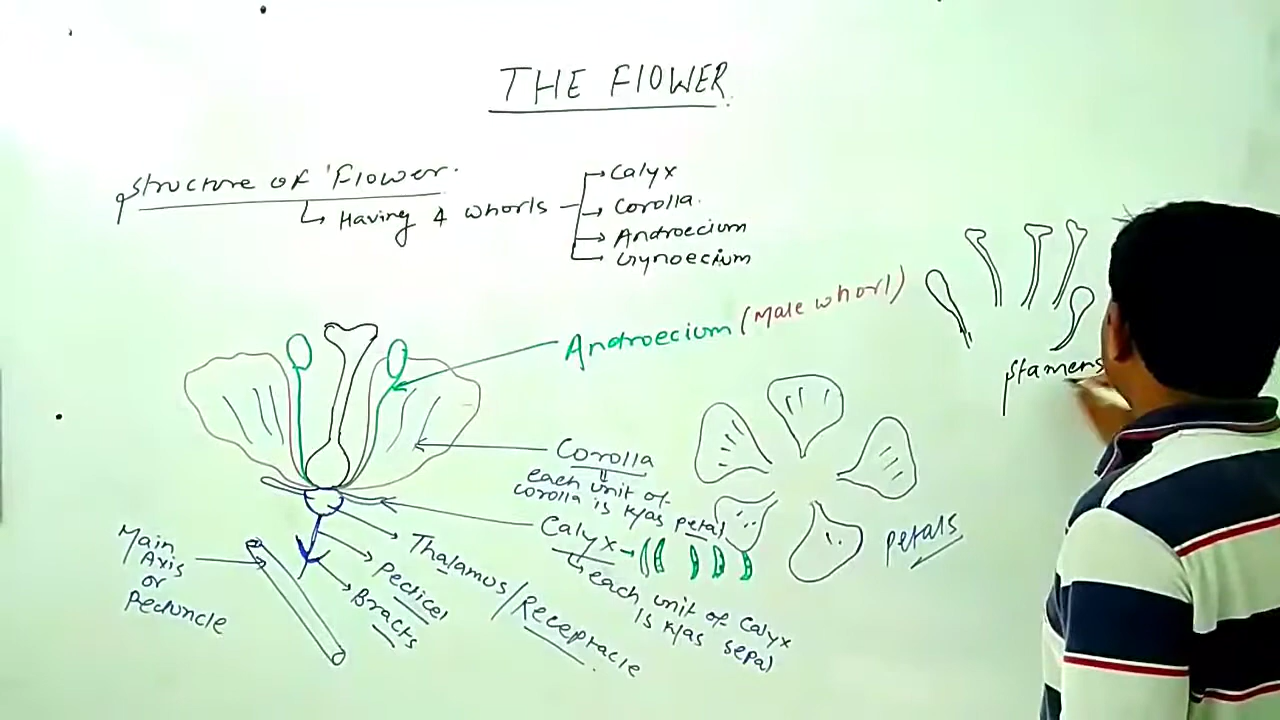 THE FlOWER.
Structure of Flower.
Having 4 whorls
Calyx
Corolla.
Androecium
Gynoecium
Androecium (Male whorl)
Stamens
Corolla
each unit of
corolla is k/as petal
petals
Calyx
each unit of Calyx
is k/as sepal
Thalamus/Receptacle
Pedicel
Bracts
Main
Axis
or
Peduncle